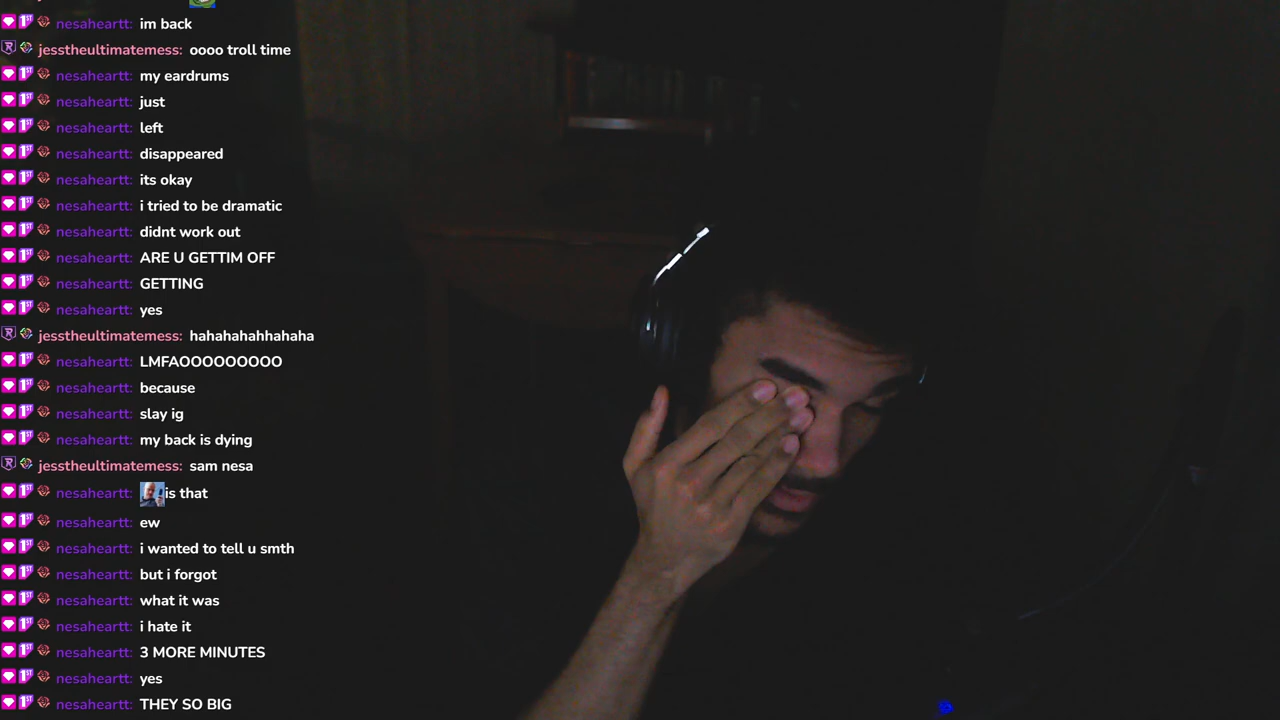 nesaheartt: im back
jesstheultimatemess: oooo troll time
nesaheartt: my eardrums
nesaheartt: just
nesaheartt: left
nesaheartt: disappeared
nesaheartt: its okay
nesaheartt: i tried to be dramatic
nesaheartt: didnt work out
nesaheartt: ARE U GETTIM OFF
nesaheartt: GETTING
nesaheartt: yes
jesstheultimatemess: hahahahahhahaha
nesaheartt: LMFAOOOOOOOOO
nesaheartt: because
nesaheartt: slay ig
nesaheartt: my back is dying
jesstheultimatemess: sam nesa
nesaheartt: is that
nesaheartt: ew
nesaheartt: i wanted to tell u smth
nesaheartt: but i forgot
nesaheartt: what it was
nesaheartt: i hate it
nesaheartt: 3 MORE MINUTES
nesaheartt: yes
nesaheartt: THEY SO BIG